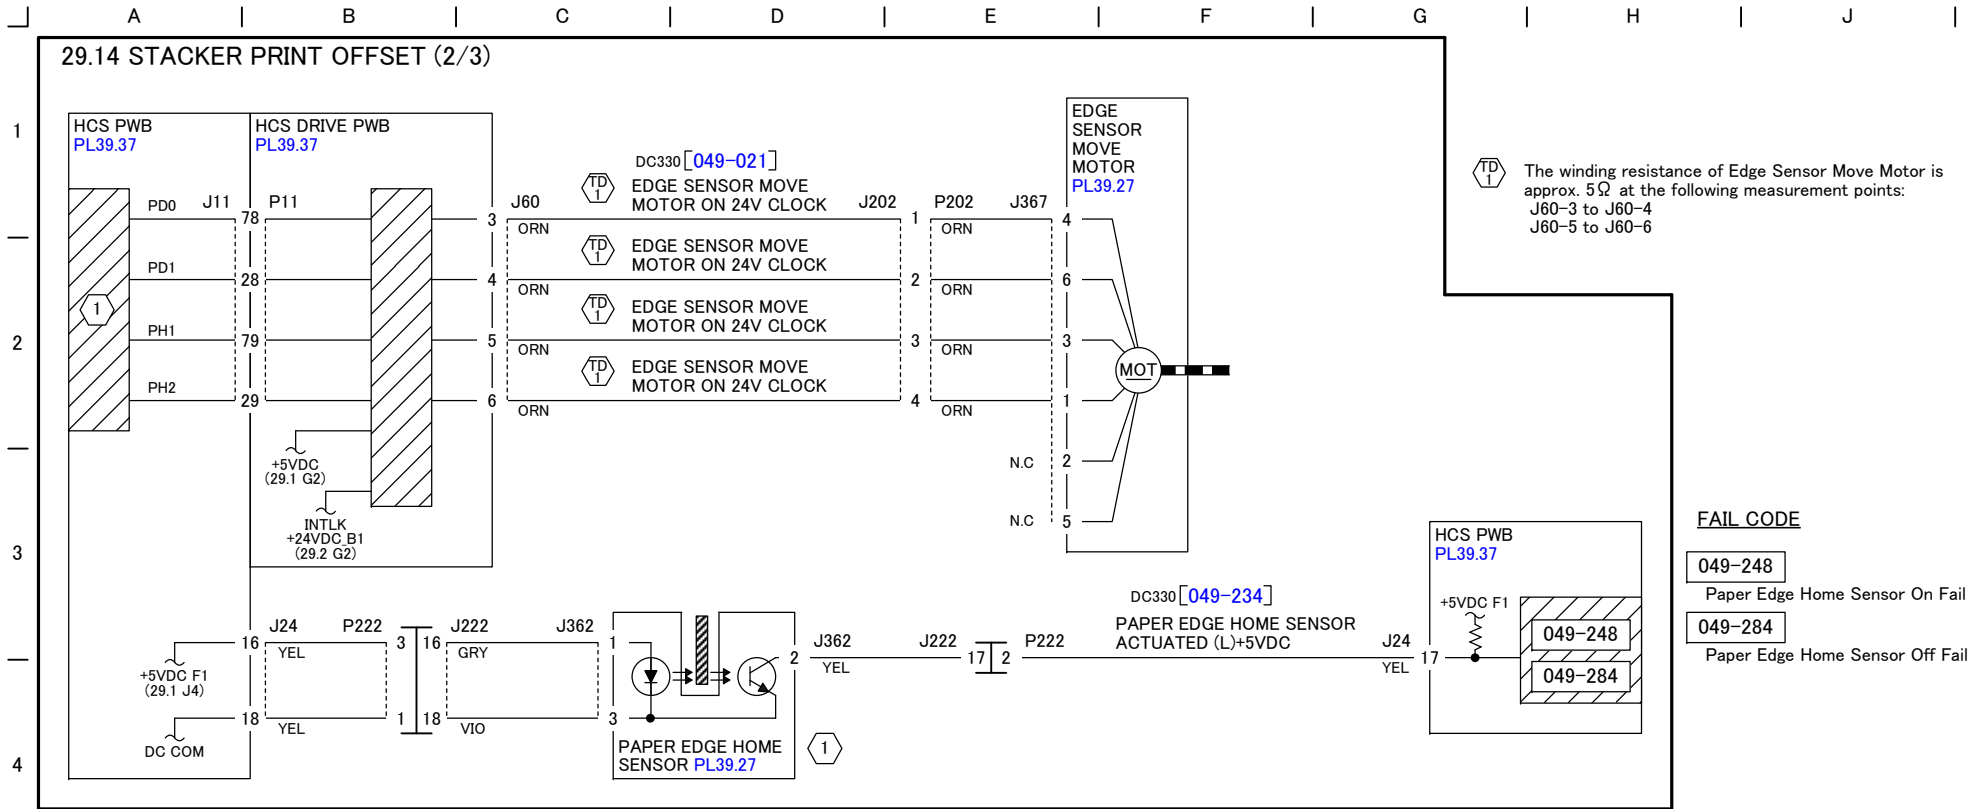 A B C D E F G H J
29.14 STACKER PRINT OFFSET (2/3)
1
2
3
4
HCS PWB
PL39.37
HCS DRIVE PWB
PL39.37
PD0 J11 78 P11
PD1 28
PH1 79
PH2 29
1
+5VDC
(29.1 G2)
INTLK
+24VDC_B1
(29.2 G2)
3 J60
ORN
4
ORN
5
ORN
6
ORN
DC330 [049-021]
TD
1
EDGE SENSOR MOVE
MOTOR ON 24V CLOCK
TD
1
EDGE SENSOR MOVE
MOTOR ON 24V CLOCK
TD
1
EDGE SENSOR MOVE
MOTOR ON 24V CLOCK
TD
1
EDGE SENSOR MOVE
MOTOR ON 24V CLOCK
J202 1 P202 J367 4
ORN
2 6
ORN
3 3
ORN
4 1
ORN
N.C 2
N.C 5
EDGE
SENSOR
MOVE
MOTOR
PL39.27
MOT
TD
1
The winding resistance of Edge Sensor Move Motor is
approx. 5Ω at the following measurement points:
J60-3 to J60-4
J60-5 to J60-6
+5VDC F1
(29.1 J4)
DC COM
16 J24 P222 3 16 J222 J362 1
YEL GRY
18 1 18 3
YEL VIO
PAPER EDGE HOME
SENSOR PL39.27
1
2 J362
YEL
J222 17 2 P222
DC330 [049-234]
PAPER EDGE HOME SENSOR
ACTUATED (L)+5VDC
J24 17
YEL
HCS PWB
PL39.37
+5VDC F1
049-248
049-284
FAIL CODE
049-248
Paper Edge Home Sensor On Fail
049-284
Paper Edge Home Sensor Off Fail